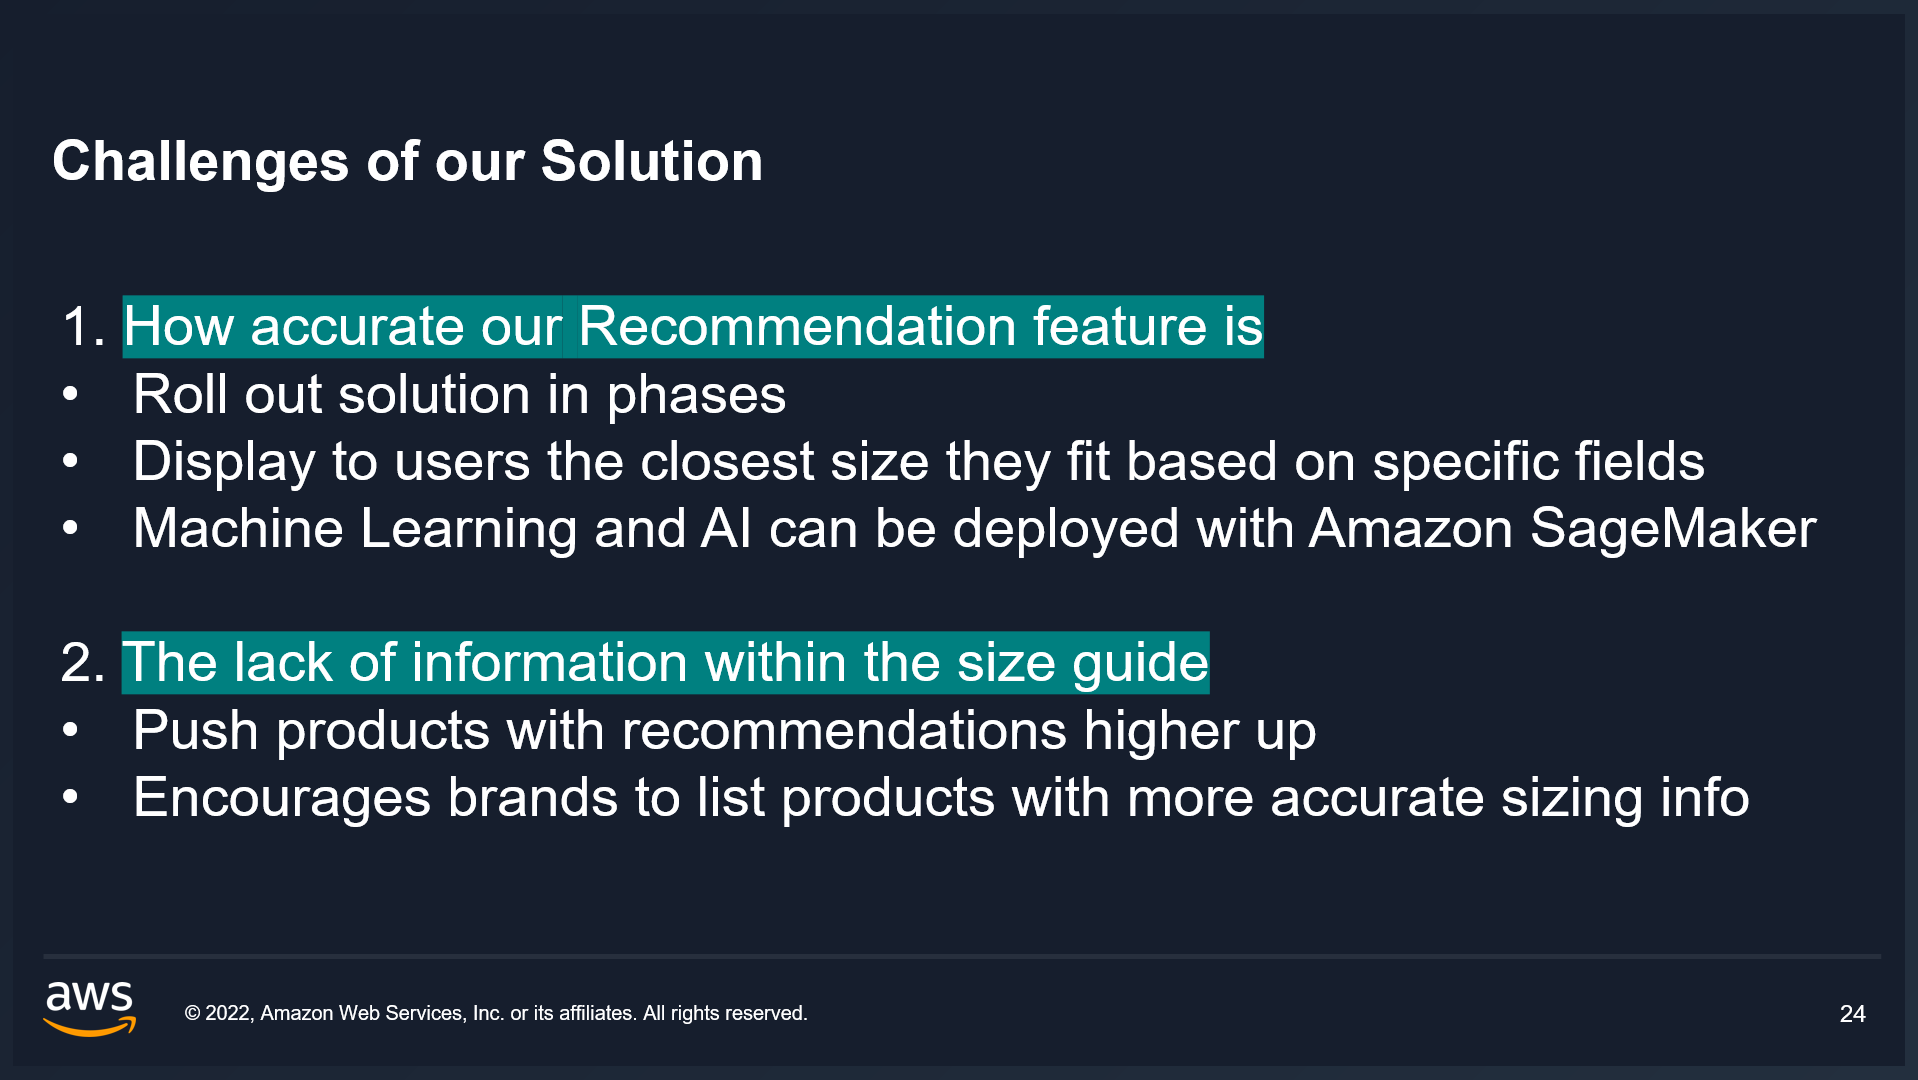 Challenges of our Solution
1. How accurate our Recommendation feature is
• Roll out solution in phases
• Display to users the closest size they fit based on specific fields
• Machine Learning and AI can be deployed with Amazon SageMaker
2. The lack of information within the size guide
• Push products with recommendations higher up
• Encourages brands to list products with more accurate sizing info
aws
© 2022, Amazon Web Services, Inc. or its affiliates. All rights reserved.
24